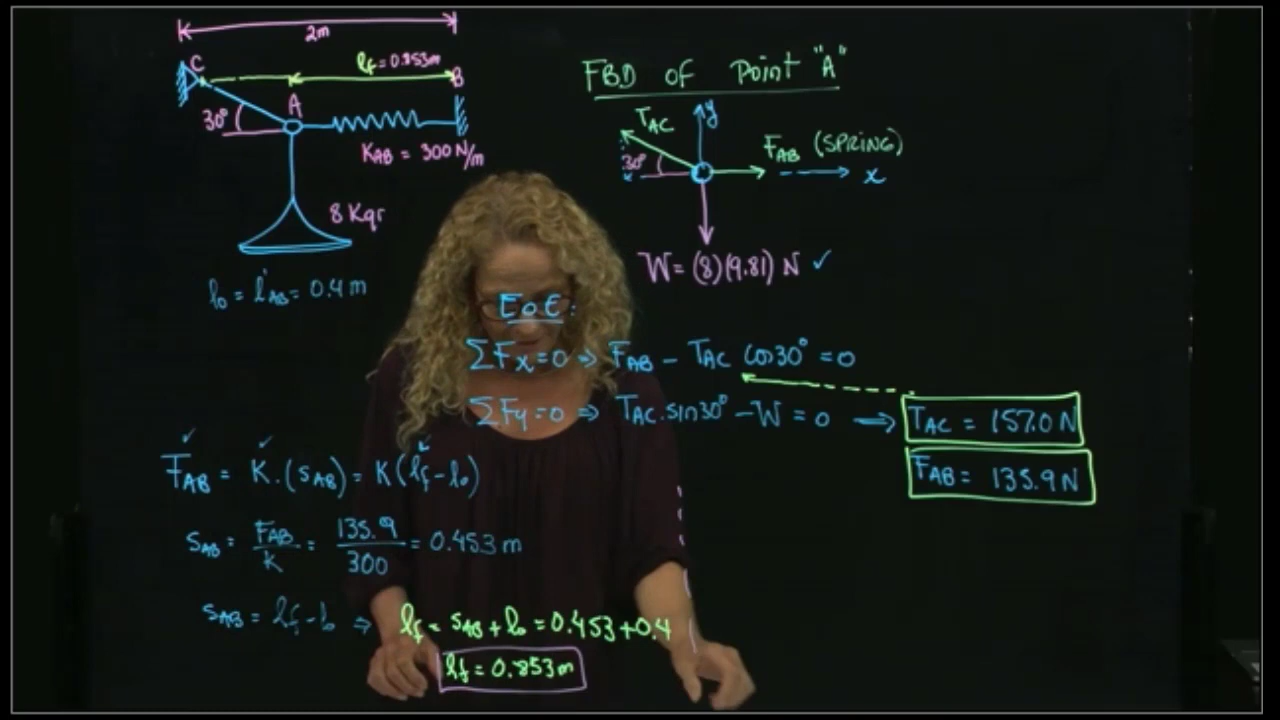 2m
C
lf = 0.853m
B
A
30°
KAB = 300 N/m
8 Kgr
l₀ = l'AB = 0.4 m
FBD of Point "A"
TAC
y
FAB (SPRING)
30°
x
W = (8)(9.81) N ✓
EoE:
ΣFx = 0 ⇒ FAB - TAC cos30° = 0
ΣFy = 0 ⇒ TAC.sin30° - W = 0 ⇒ TAC = 157.0 N
FAB = 135.9 N
FAB = K.(sAB) = K(lf - l₀)
sAB = FAB/K = 135.9/300 = 0.453 m
sAB = lf - l₀ ⇒ lf = sAB + l₀ = 0.453 + 0.4
lf = 0.853m